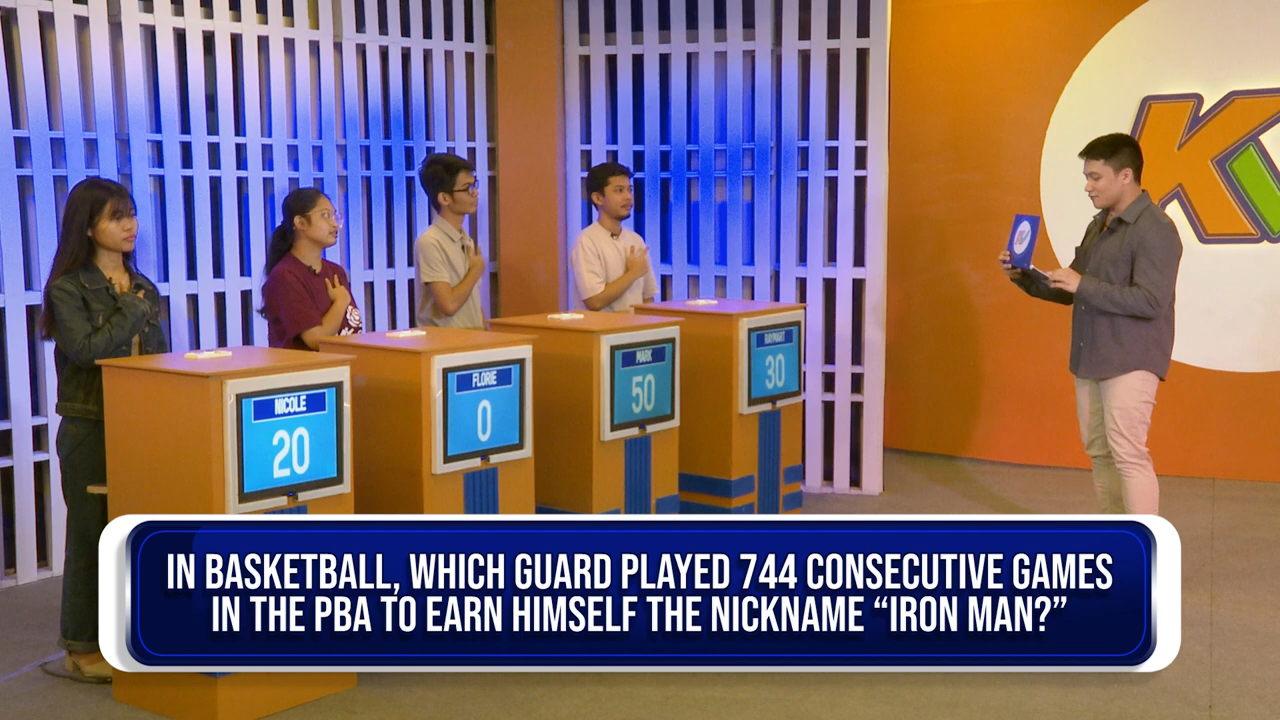 NICOLE
20
FLORIE
0
MARK
50
RAYMART
30
IN BASKETBALL, WHICH GUARD PLAYED 744 CONSECUTIVE GAMES
IN THE PBA TO EARN HIMSELF THE NICKNAME “IRON MAN?”